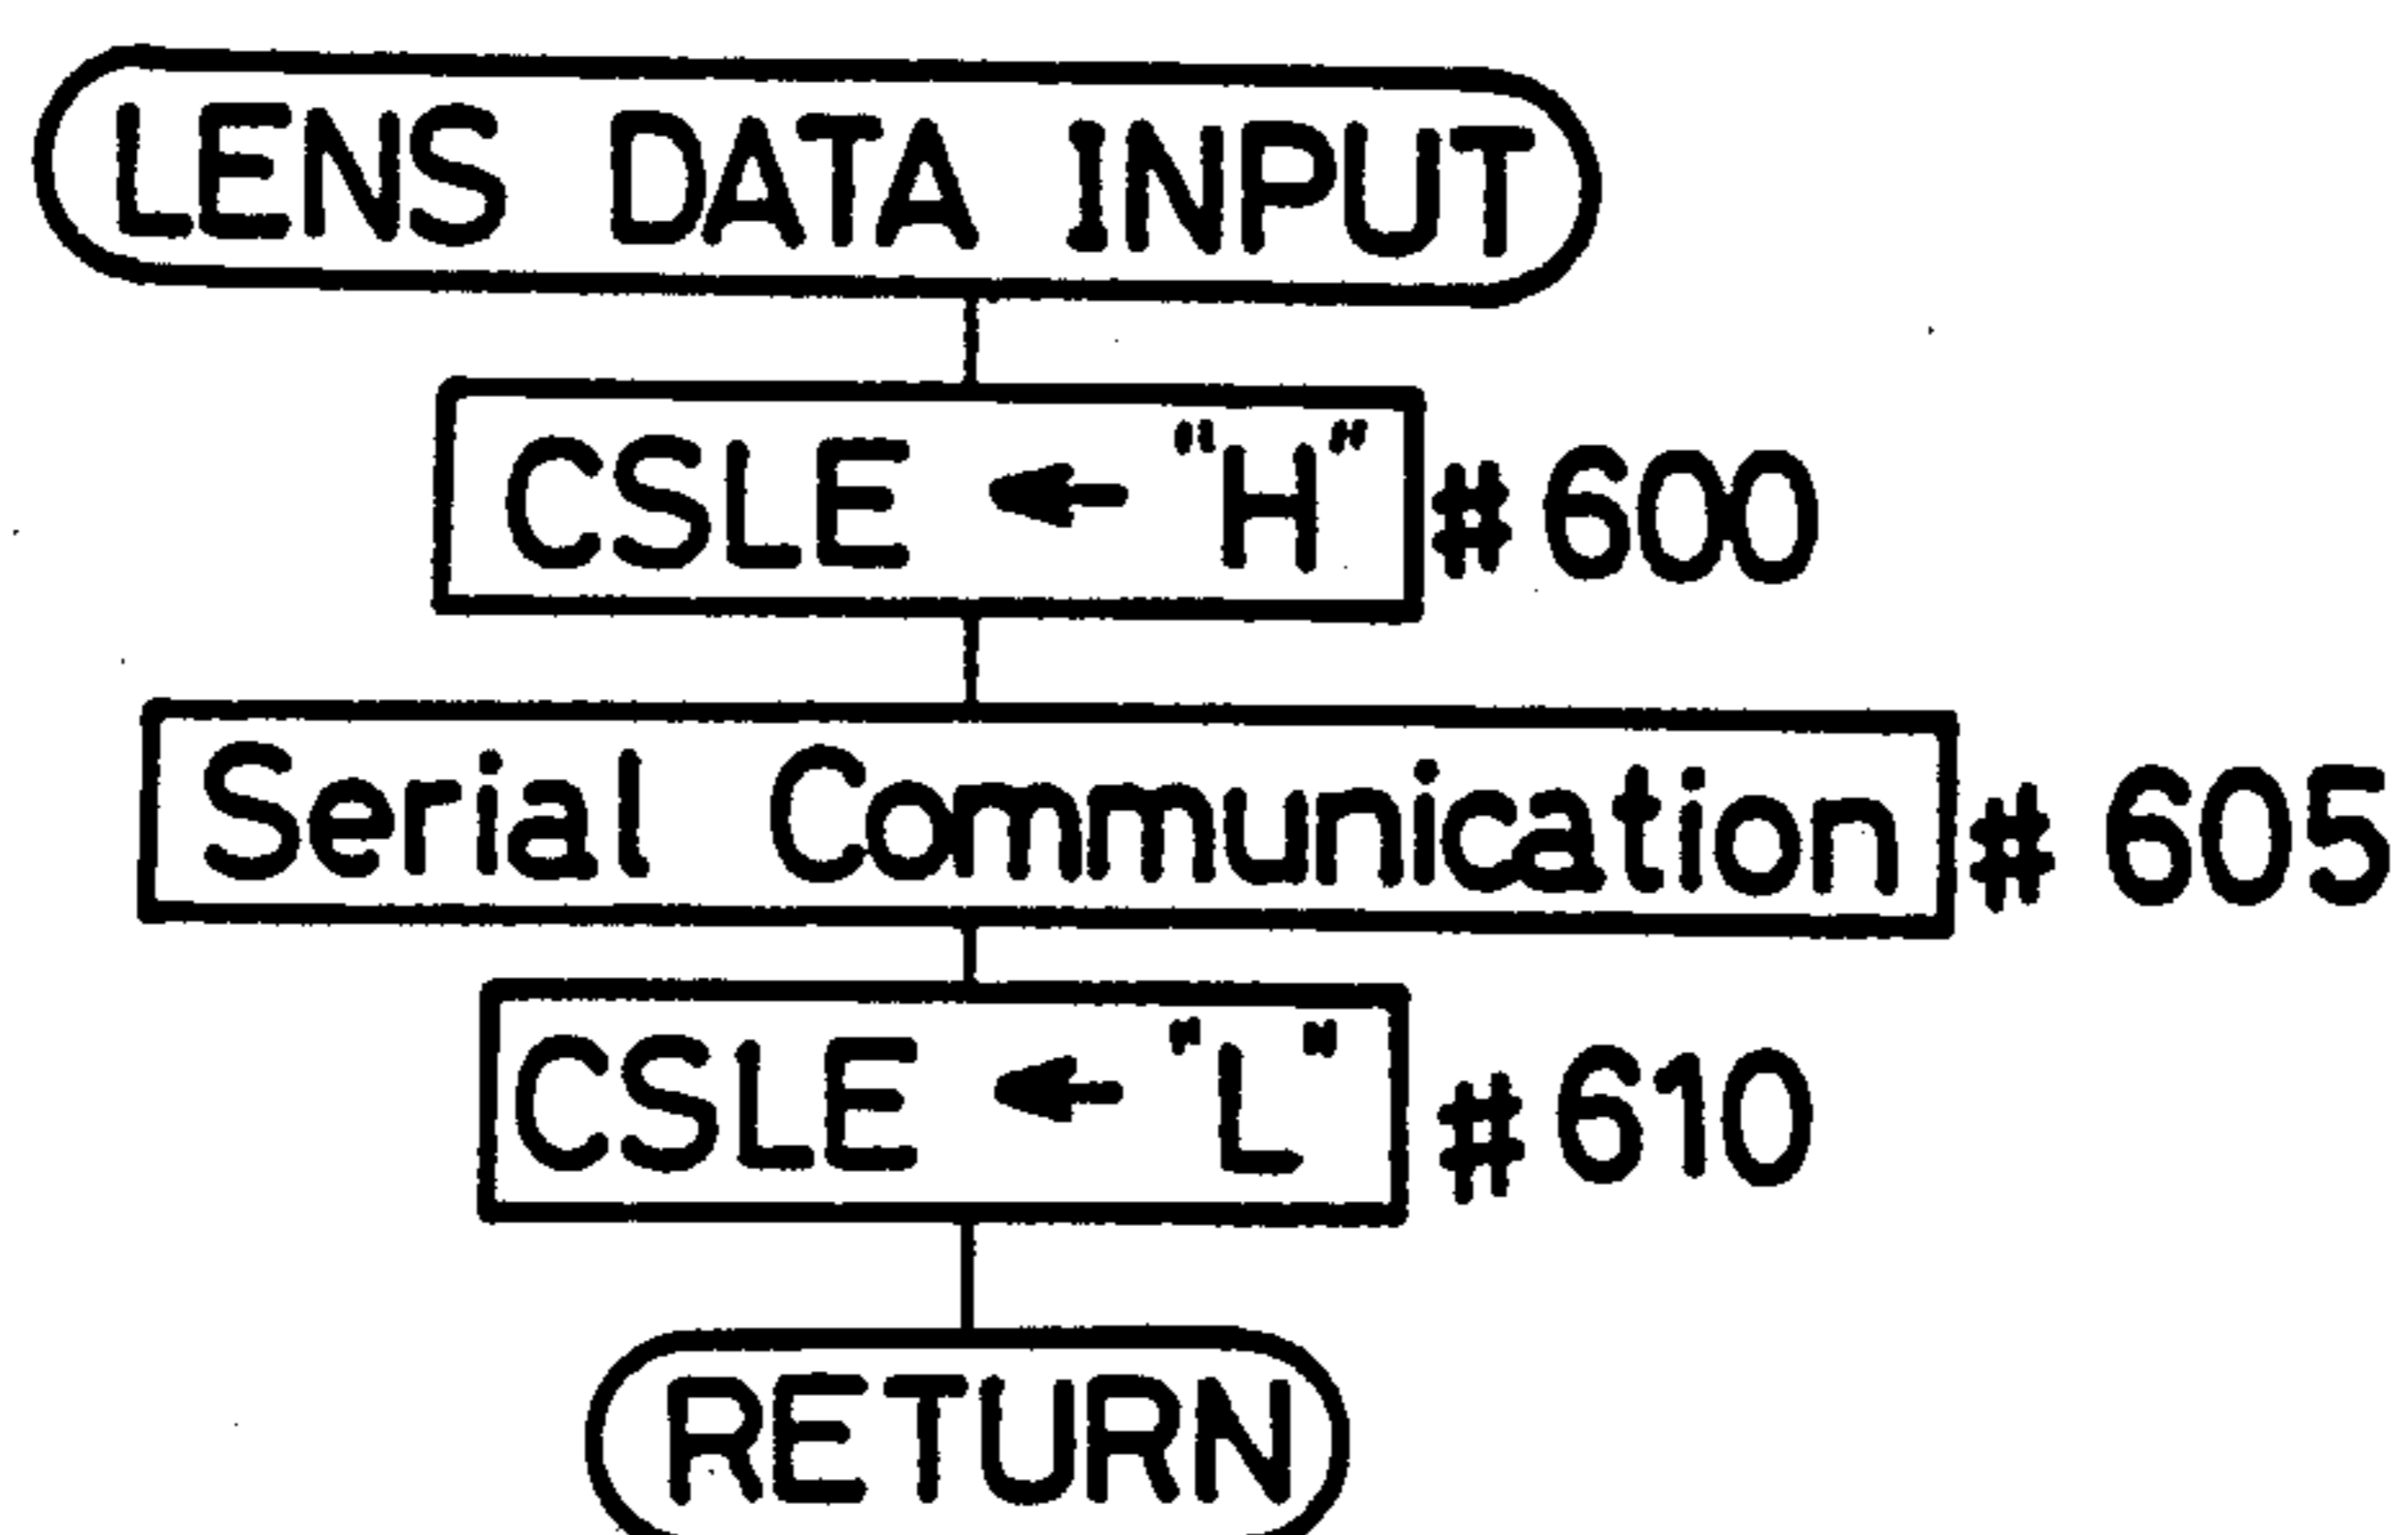 LENS DATA INPUT
CSLE ← "H" #600
Serial Communication # 605
CSLE ← "L" #610
RETURN